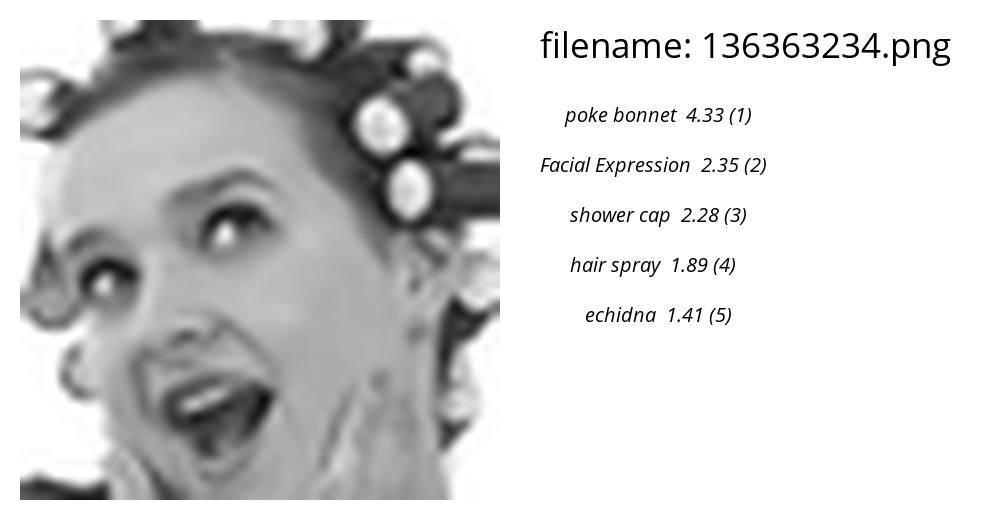 filename: 136363234.png
poke bonnet 4.33 (1)
Facial Expression 2.35 (2)
shower cap 2.28 (3)
hair spray 1.89 (4)
echidna 1.41 (5)